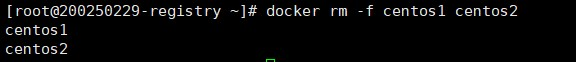 [root@200250229-registry ~]# docker rm -f centos1 centos2
centos1
centos2